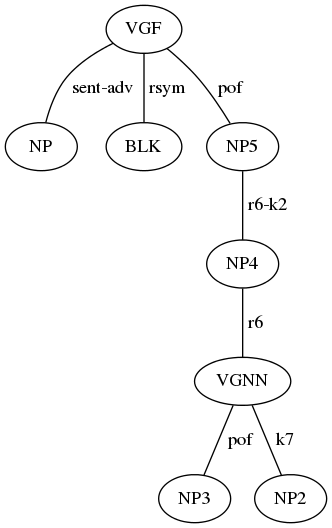 VGF
sent-adv rsym pof
NP BLK NP5
r6-k2
NP4
r6
VGNN
pof k7
NP3 NP2